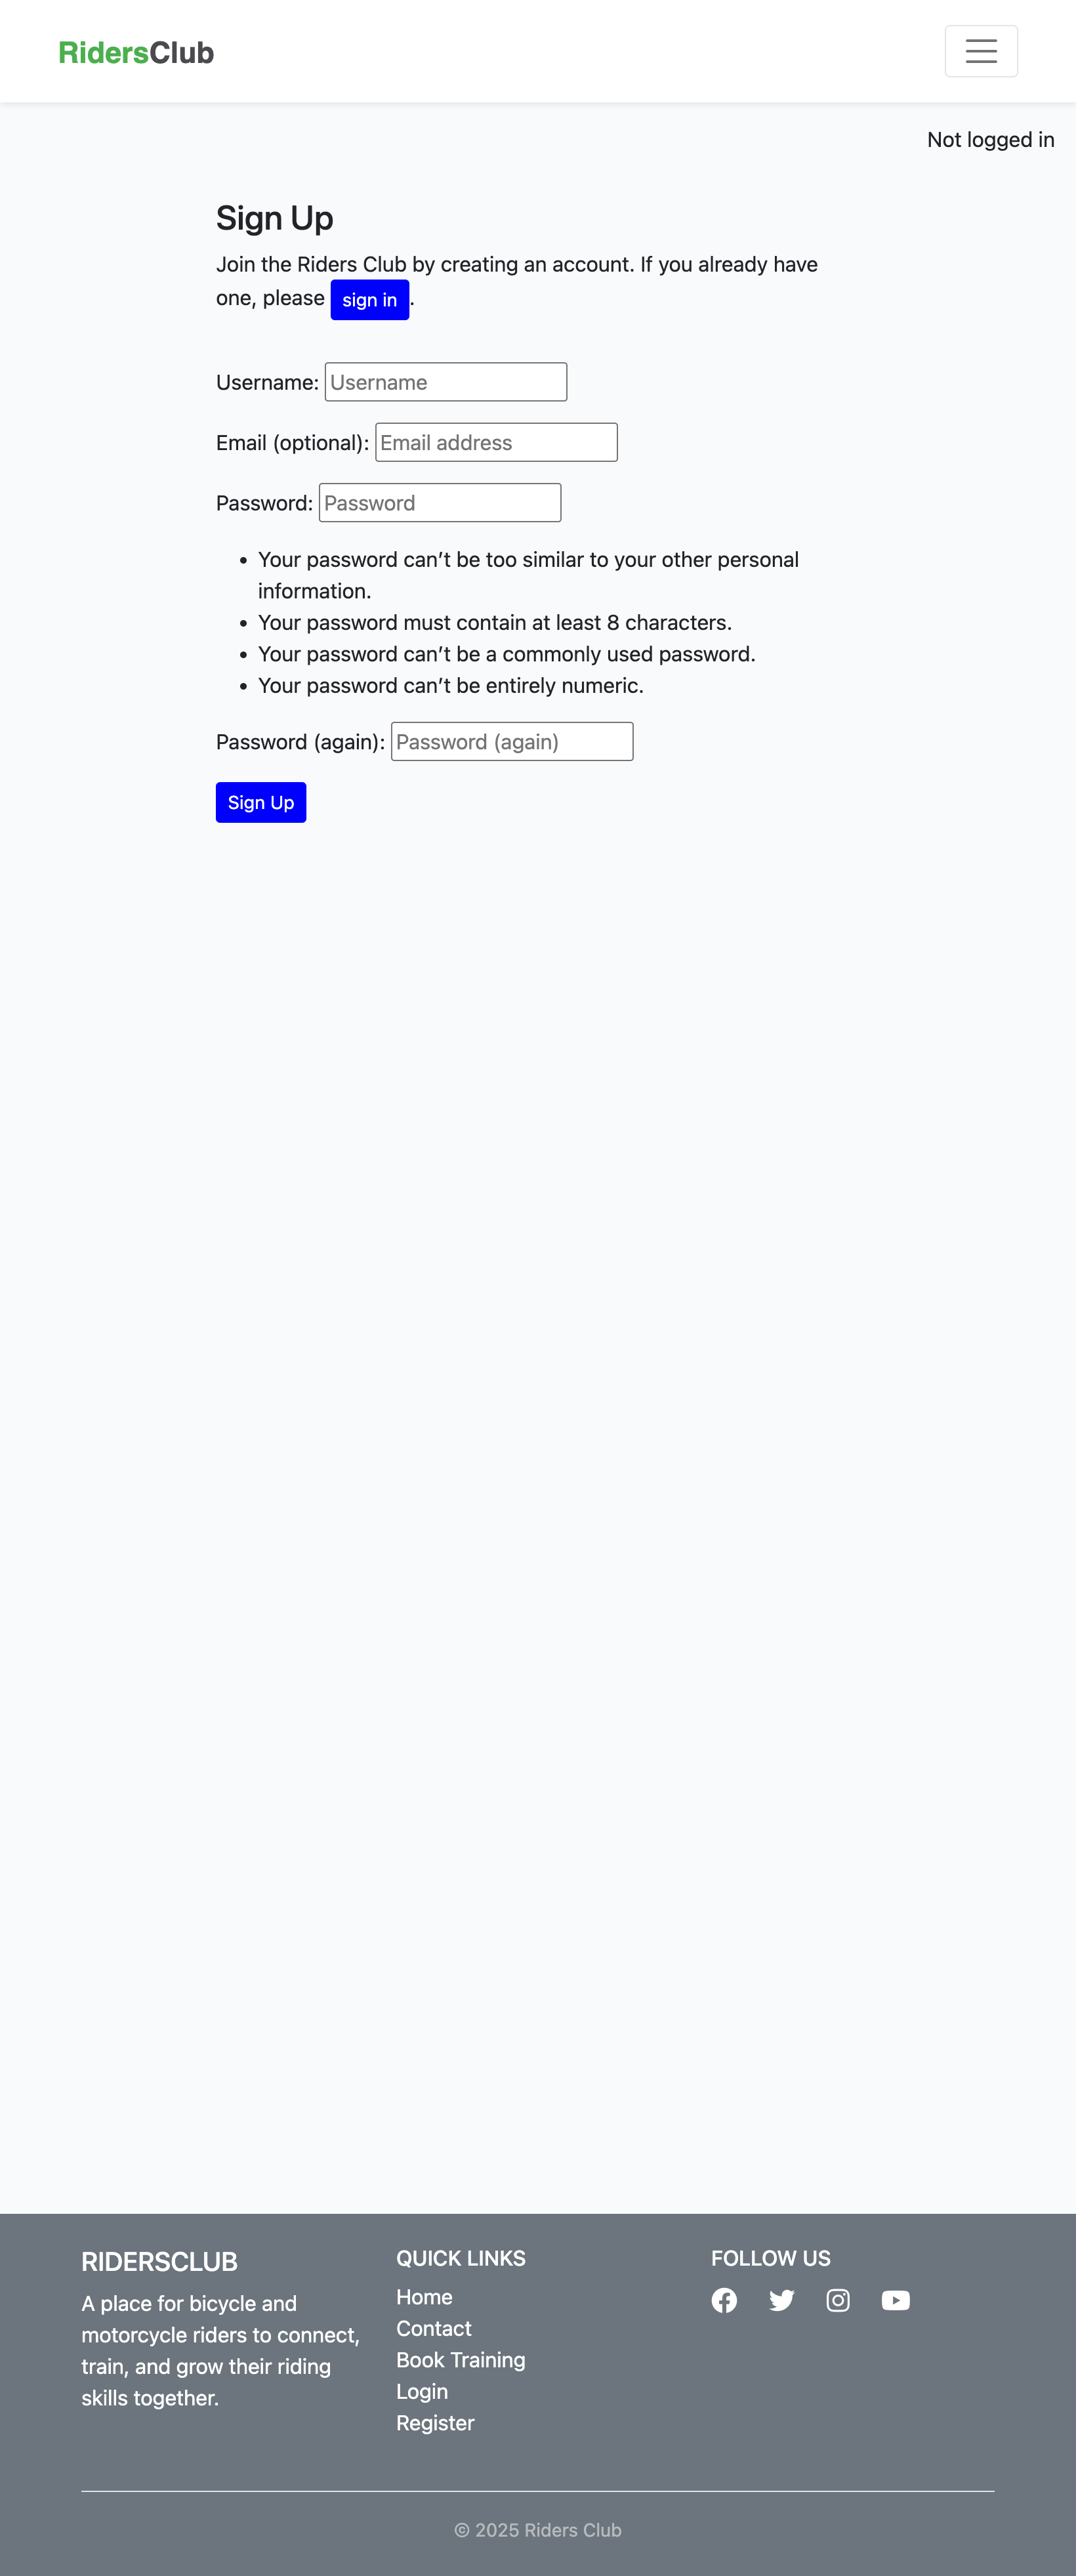 RidersClub
Not logged in
Sign Up
Join the Riders Club by creating an account. If you already have
one, please sign in.
Username: Username
Email (optional): Email address
Password: Password
• Your password can’t be too similar to your other personal
information.
• Your password must contain at least 8 characters.
• Your password can’t be a commonly used password.
• Your password can’t be entirely numeric.
Password (again): Password (again)
Sign Up
RIDERSCLUB
A place for bicycle and
motorcycle riders to connect,
train, and grow their riding
skills together.
QUICK LINKS
Home
Contact
Book Training
Login
Register
FOLLOW US
© 2025 Riders Club